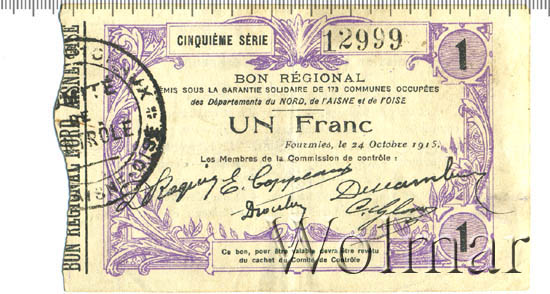 CINQUIÈME SÉRIE
12999
1
BON RÉGIONAL
ÉMIS SOUS LA GARANTIE SOLIDAIRE DE 173 COMMUNES OCCUPÉES
des Départements du NORD, de l'AISNE et de l'OISE
UN Franc
Fourmies, le 24 Octobre 1915.
Les Membres de la Commission de contrôle :
E. Coppeaux
1
Ce bon, pour être valable devra être revêtu
du cachet du Comité de Contrôle
BON RÉGIONAL NORD, AISNE, OISE
Wolmar